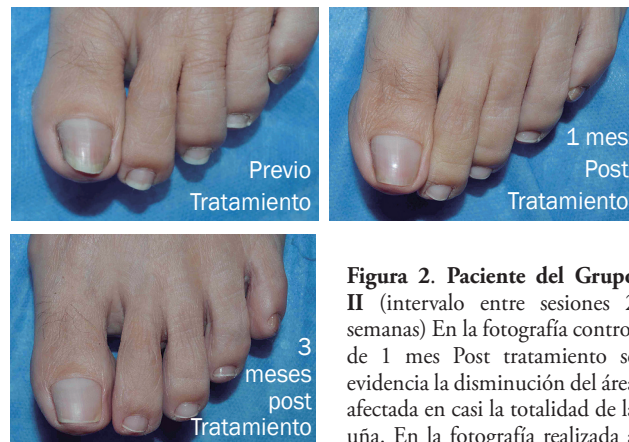 Previo
Tratamiento
1 mes
Post
Tratamiento
3
meses
post
Tratamiento
Figura 2. Paciente del Grupo
II (intervalo entre sesiones 2
semanas) En la fotografía contro
de 1 mes Post tratamiento se
evidencia la disminución del área
afectada en casi la totalidad de la
uña. En la fotografía realizada a